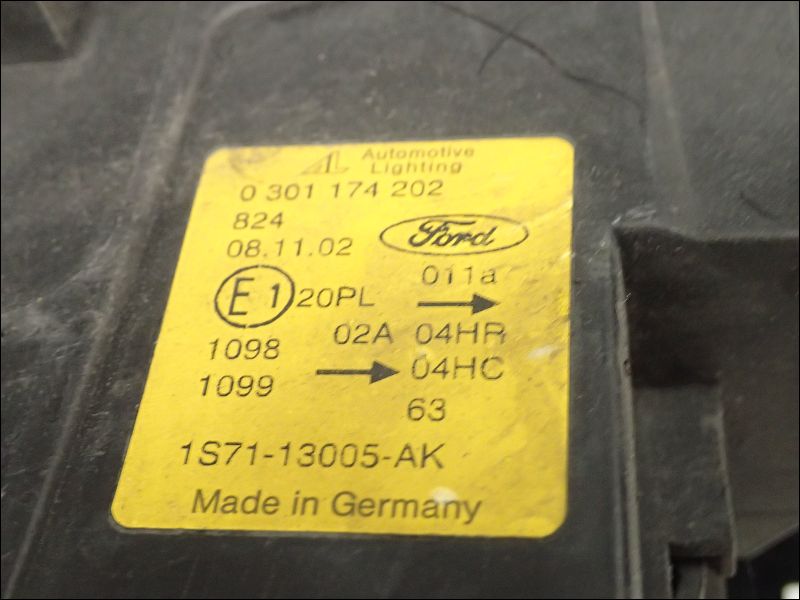 AL Automotive Lighting
0 301 174 202
824
08.11.02 Ford
011a
E1 20PL
02A 04HR
1098
04HC
1099
63
1S71-13005-AK
Made in Germany